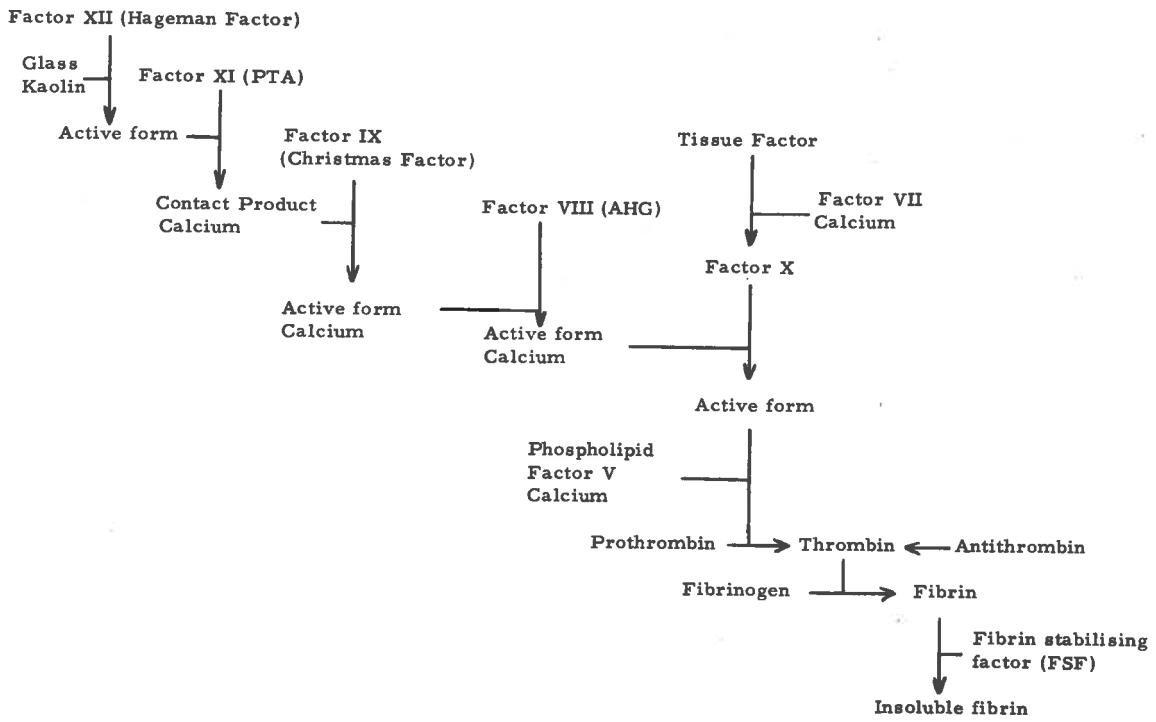 Factor XII (Hageman Factor)
Glass
Kaolin
Factor XI (PTA)
Active form
Factor IX
(Christmas Factor)
Tissue Factor
Contact Product
Calcium
Factor VIII (AHG)
Factor VII
Calcium
Factor X
Active form
Calcium
Active form
Calcium
Active form
Phospholipid
Factor V
Calcium
Prothrombin
Thrombin
Antithrombin
Fibrinogen
Fibrin
Fibrin stabilising
factor (FSF)
Insoluble fibrin